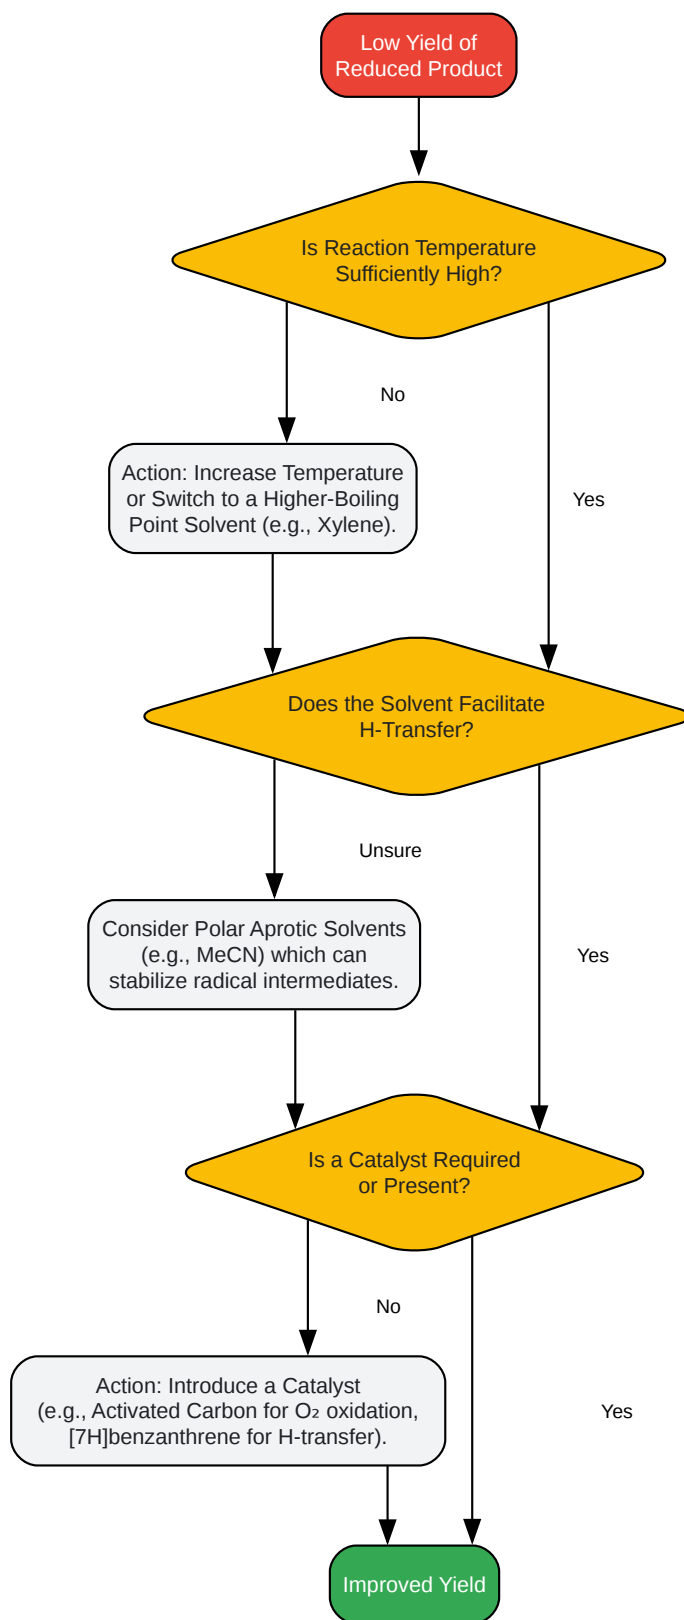 Low Yield of
Reduced Product
Is Reaction Temperature
Sufficiently High?
No
Action: Increase Temperature
or Switch to a Higher-Boiling
Point Solvent (e.g., Xylene).
Yes
Does the Solvent Facilitate
H-Transfer?
Unsure
Consider Polar Aprotic Solvents
(e.g., MeCN) which can
stabilize radical intermediates.
Yes
Is a Catalyst Required
or Present?
No
Action: Introduce a Catalyst
(e.g., Activated Carbon for O₂ oxidation,
[7H]benzanthrene for H-transfer).
Yes
Improved Yield